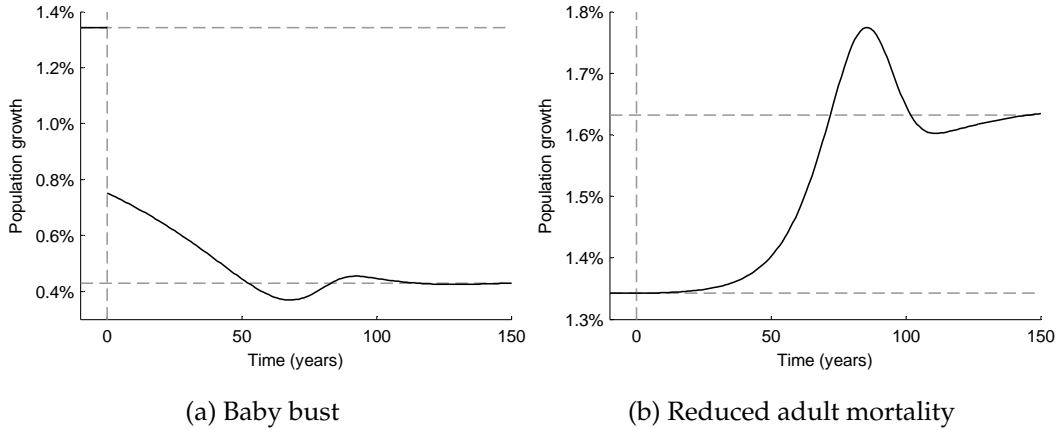 1.4%
1.2%
1.0%
0.8%
0.6%
0.4%
Population growth
0 50 100 150
Time (years)
(a) Baby bust
1.8%
1.7%
1.6%
1.5%
1.4%
1.3%
Population growth
0 50 100 150
Time (years)
(b) Reduced adult mortality